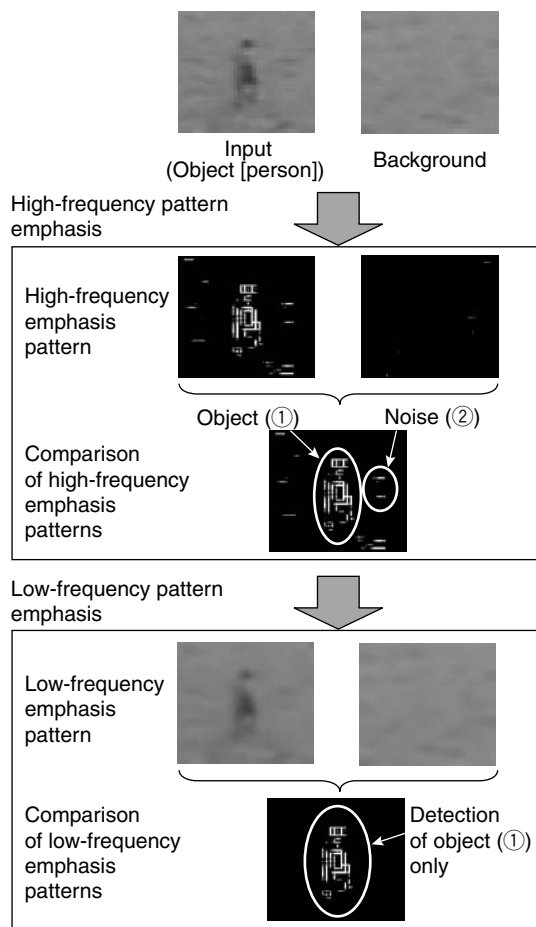 Input
(Object [person])
Background
High-frequency pattern
emphasis
High-frequency
emphasis
pattern
Object (①)
Noise (②)
Comparison
of high-frequency
emphasis
patterns
Low-frequency pattern
emphasis
Low-frequency
emphasis
pattern
Comparison
of low-frequency
emphasis
patterns
Detection
of object (①)
only